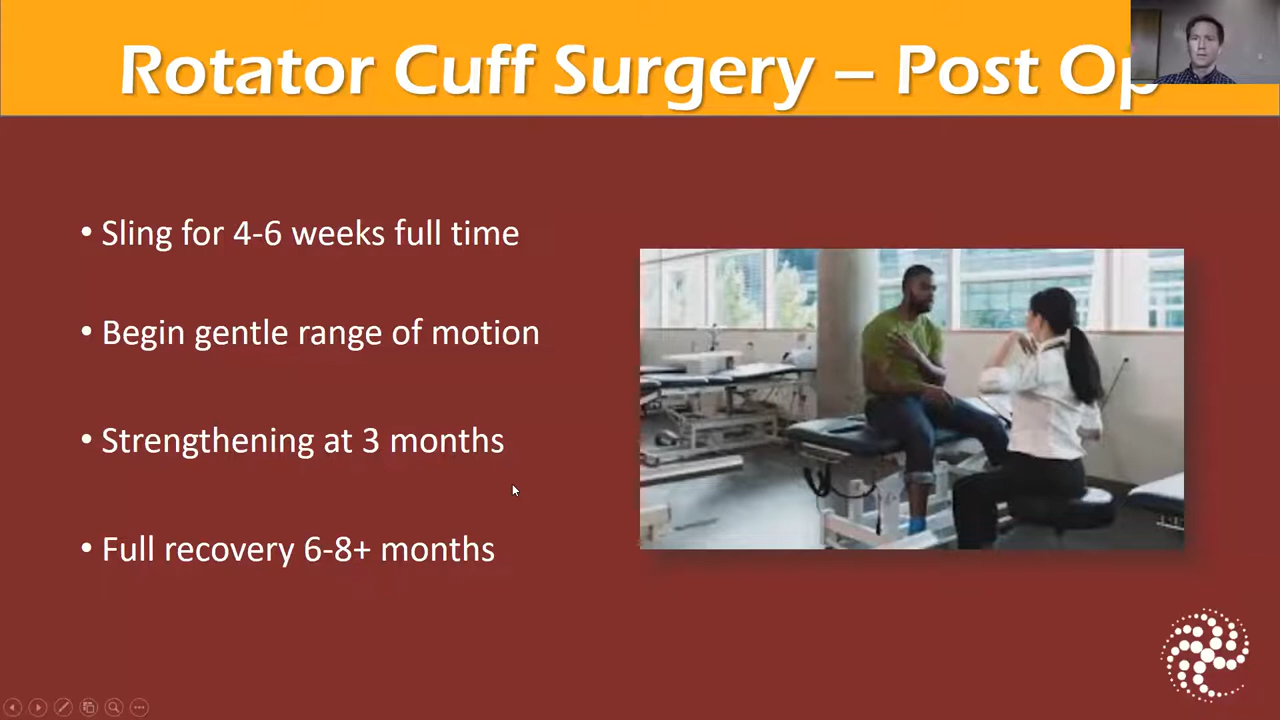 Rotator Cuff Surgery – Post Op
• Sling for 4-6 weeks full time
• Begin gentle range of motion
• Strengthening at 3 months
• Full recovery 6-8+ months